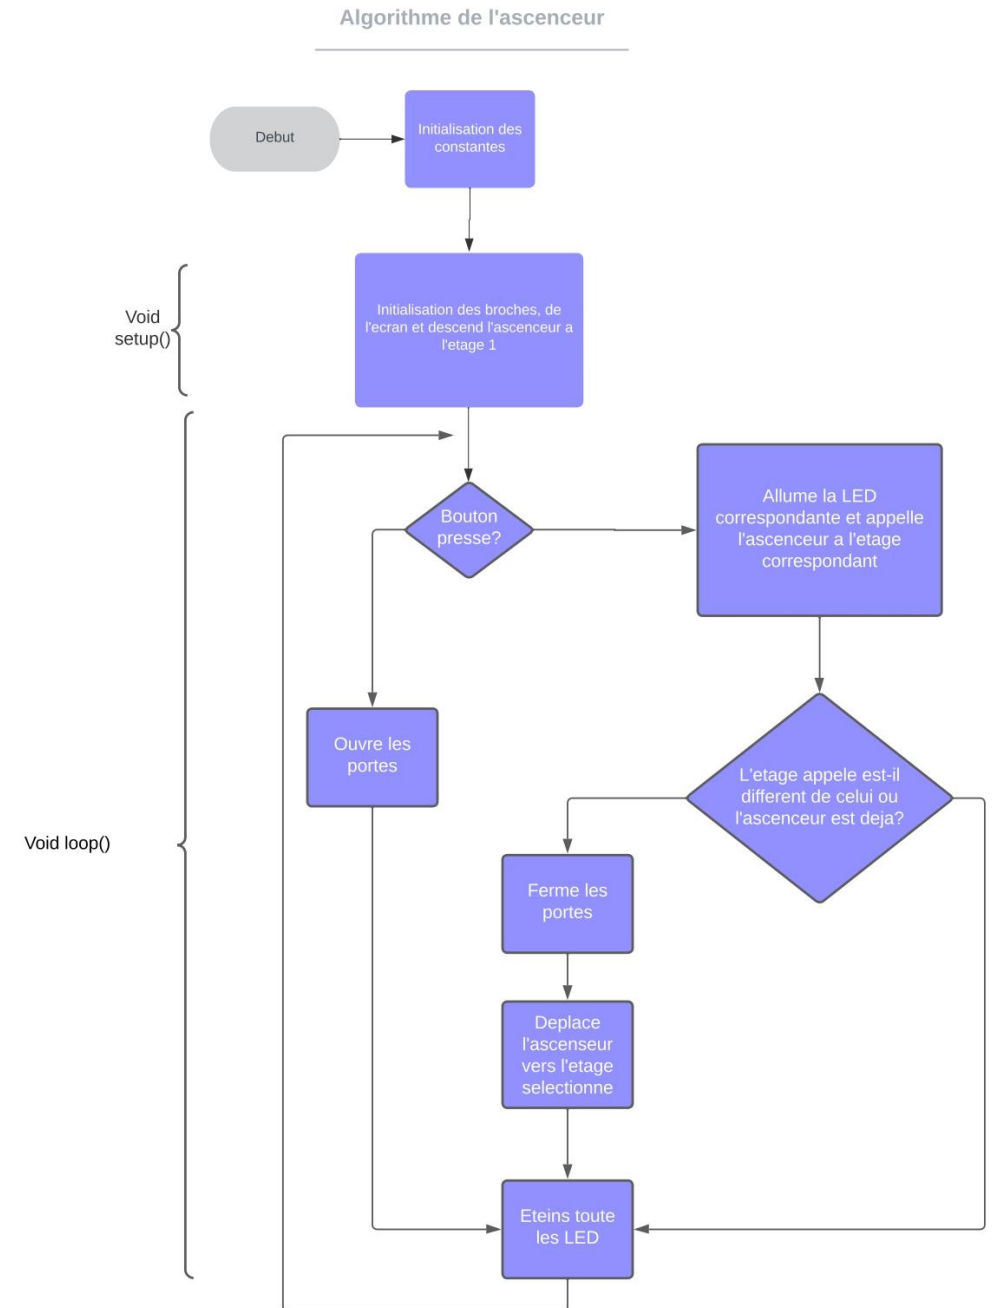 Algorithme de l'ascenceur
Debut
Initialisation des
constantes
Void
setup()
Initialisation des broches, de
l'ecran et descend l'ascenceur a
l'etage 1
Bouton
presse?
Allume la LED
correspondante et appelle
l'ascenceur a l'etage
correspondant
Ouvre les
portes
L'etage appele est-il
different de celui ou
l'ascenceur est deja?
Void loop()
Ferme les
portes
Deplace
l'ascenseur
vers l'etage
selectionne
Eteins toute
les LED